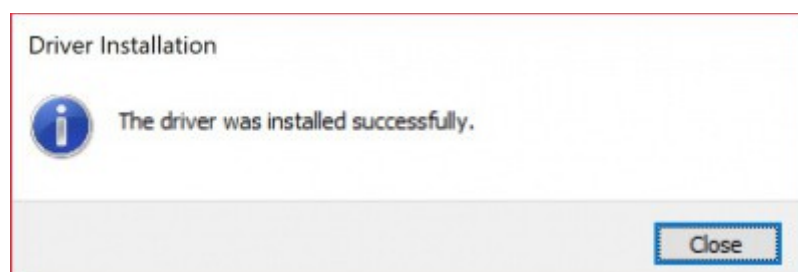 Driver Installation
The driver was installed successfully.
Close